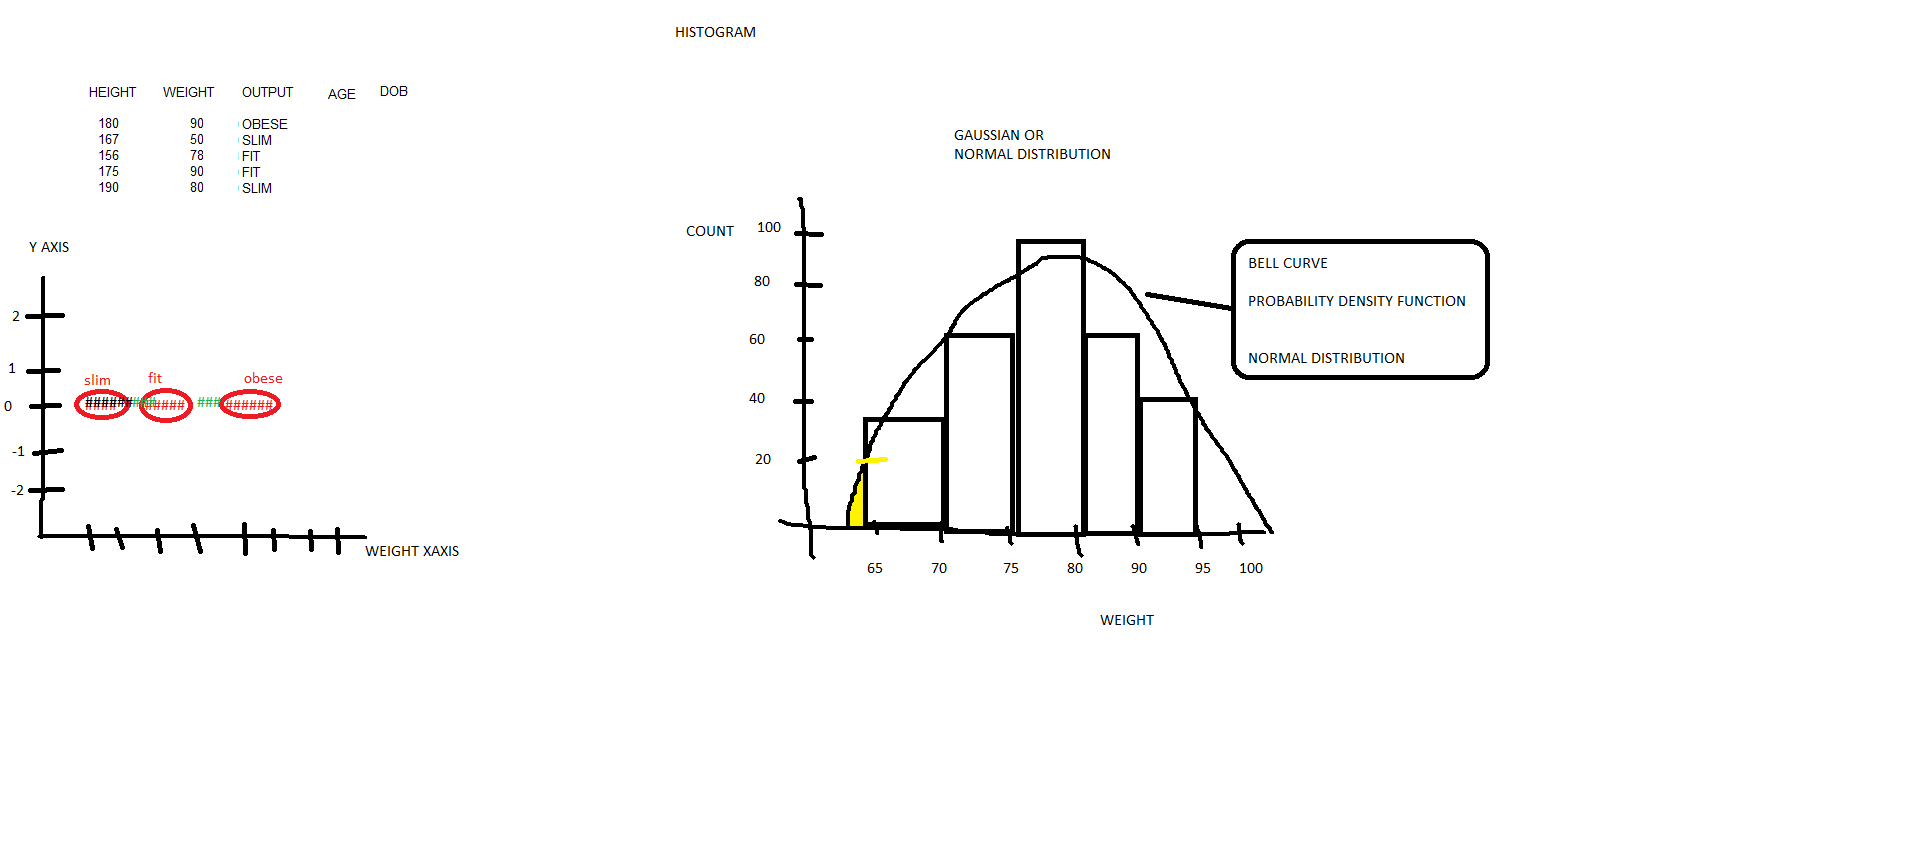 HISTOGRAM
HEIGHT WEIGHT OUTPUT AGE DOB
180 90 OBESE
167 50 SLIM
156 78 FIT
175 90 FIT
190 80 SLIM
Y AXIS
2
1
0
-1
-2
slim fit obese
WEIGHT XAXIS
GAUSSIAN OR
NORMAL DISTRIBUTION
COUNT
100
80
60
40
20
65 70 75 80 90 95 100
WEIGHT
BELL CURVE
PROBABILITY DENSITY FUNCTION
NORMAL DISTRIBUTION